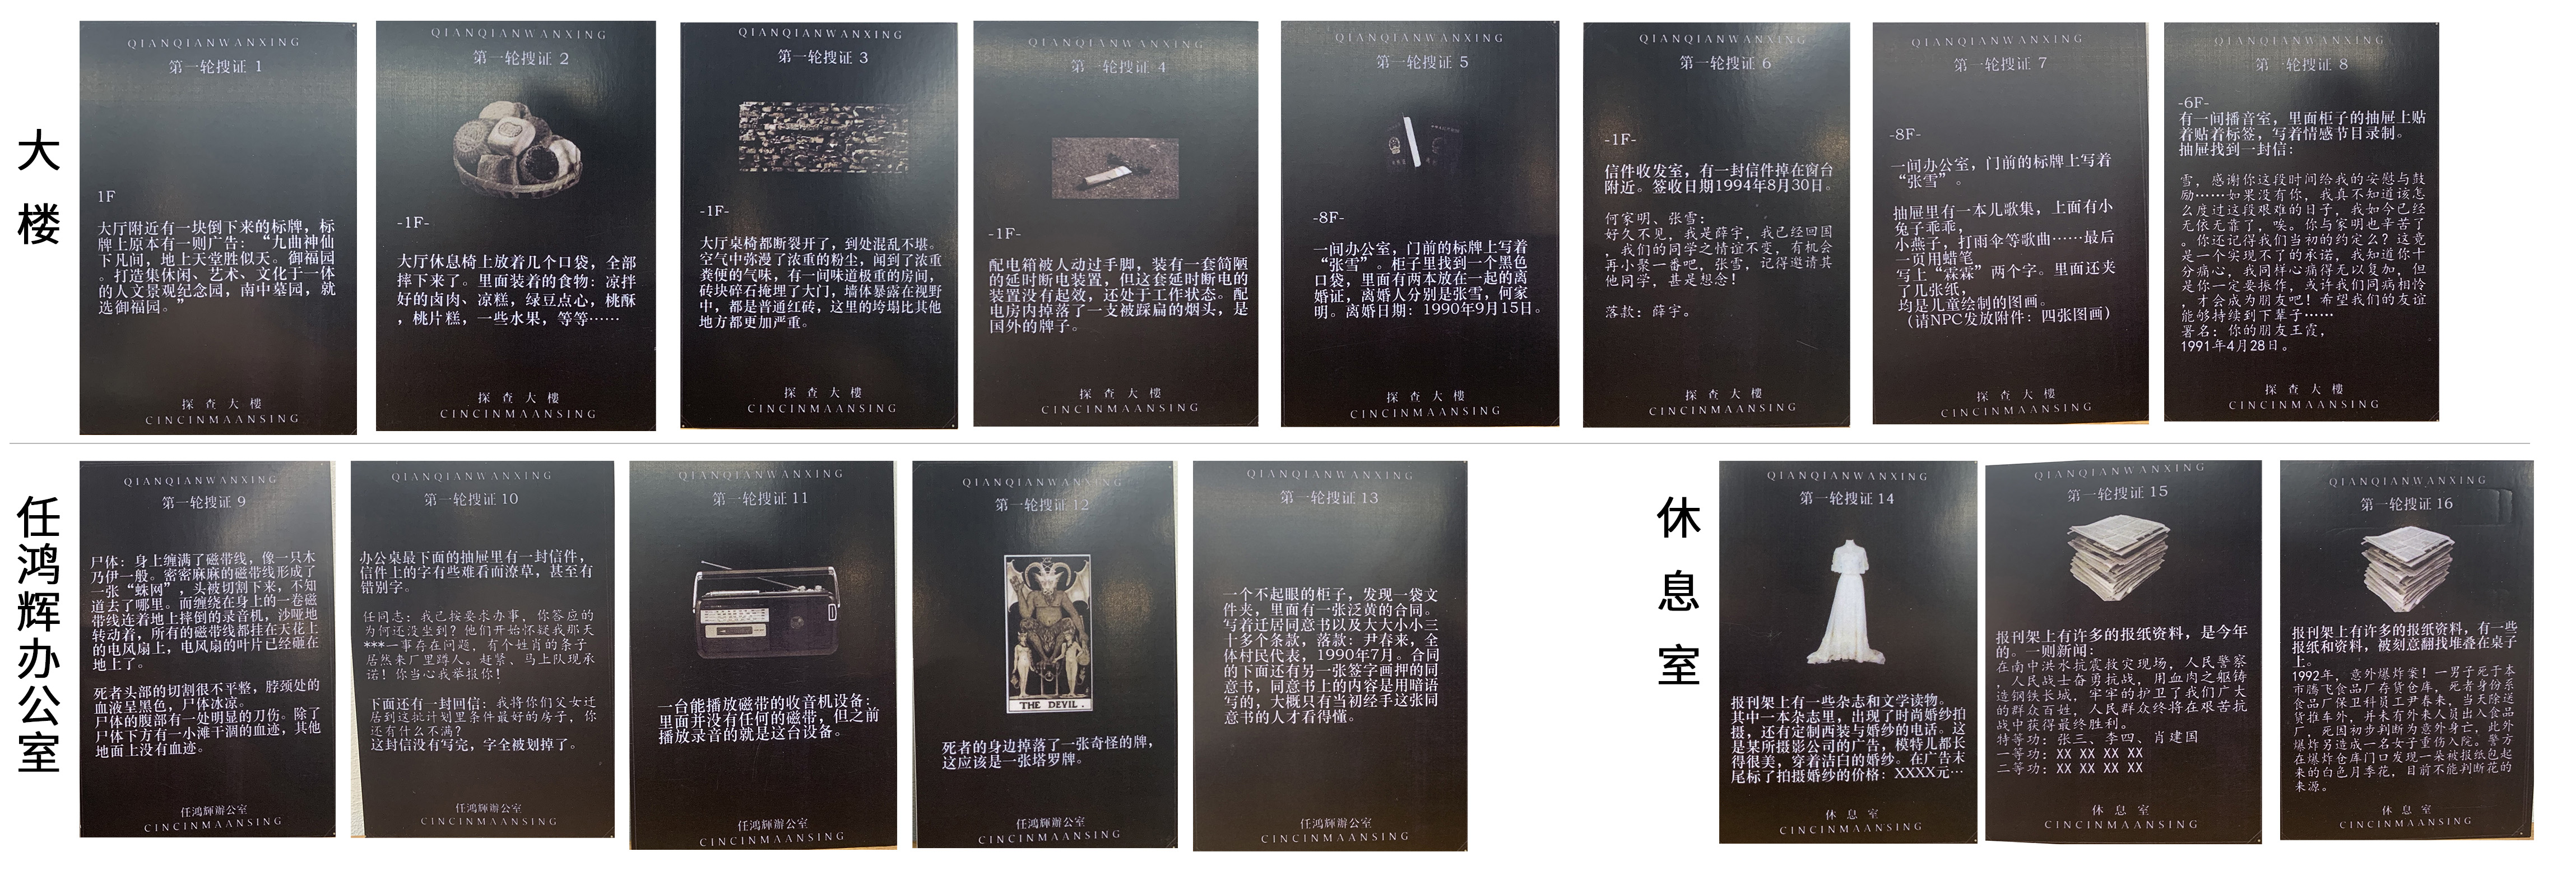 大
楼
QIANQIANWANXING
第一轮搜证 1
1F
大厅附近有一块倒下来的标牌，标
牌上原本有一则广告：“九曲神仙
下凡间，地上天堂胜似天。御福园
。打造集休闲、艺术、文化于一体
的人文景观纪念园，南中墓园，就
选御福园。”
探 查 大 樓
CINCINMAANSING
QIANQIANWANXING
第一轮搜证 2
-1F-
大厅休息椅上放着几个口袋，全部
摔下来了。里面装着的食物：凉拌
好的卤肉、凉糕，绿豆点心，桃酥
，桃片糕，一些水果，等等……
探 查 大 樓
CINCINMAANSING
QIANQIANWANXING
第一轮搜证 3
-1F-
大厅桌椅都断裂开了，到处混乱不堪。
空气中弥漫了浓重的粉尘，闻到了浓重
粪便的气味，有一间味道极重的房间，
砖块碎石掩埋了大门，墙体暴露在视野
中，都是普通红砖，这里的垮塌比其他
地方都更加严重。
探 查 大 樓
CINCINMAANSING
QIANQIANWANXING
第一轮搜证 4
-1F-
配电箱被人动过手脚，装有一套简陋
的延时断电装置，但这套延时断电的
装置没有起效，还处于工作状态。配
电房内掉落了一支被踩扁的烟头，是
国外的牌子。
探 查 大 樓
CINCINMAANSING
QIANQIANWANXING
第一轮搜证 5
-8F-
一间办公室，门前的标牌上写着
“张雪”。柜子里找到一个黑色
口袋，里面有两本放在一起的离
婚证，离婚人分别是张雪，何家
明。离婚日期：1990年9月15日。
探 查 大 樓
CINCINMAANSING
QIANQIANWANXING
第一轮搜证 6
-1F-
信件收发室，有一封信件掉在窗台
附近。签收日期1994年8月30日。
何家明、张雪：
好久不见，我是薛宇，我已经回国
，我们的同学之情谊不变，有机会
再小聚一番吧，张雪，记得邀请其
他同学，甚是想念！
落款：薛宇。
探 查 大 樓
CINCINMAANSING
QIANQIANWANXING
第一轮搜证 7
-8F-
一间办公室，门前的标牌上写着
“张雪”。
抽屉里有一本儿歌集，上面有小
兔子乖乖，
小燕子，打雨伞等歌曲……最后
一页用蜡笔
写上“霖霖”两个字。里面还夹
了几张纸，
均是儿童绘制的图画。
（请NPC发放附件：四张图画）
探 查 大 樓
CINCINMAANSING
QIANQIANWANXING
第一轮搜证 8
-6F-
有一间播音室，里面柜子的抽屉上贴
着贴着标签，写着情感节目录制。
抽屉找到一封信：
雪，感谢你这段时间给我的安慰与鼓
励……如果没有你，我真不知道该怎
么度过这段艰难的日子，我如今已经
无依无靠了，唉。你与家明也辛苦了
。你还记得我们当初的约定么？这竟
是一个实现不了的承诺，我知道你十
分痛心，我同样心痛得无以复加，但
是你一定要振作，或许我们同病相怜
，才会成为朋友吧！希望我们的友谊
能够持续到下辈子……
署名：你的朋友王霞，
1991年4月28日。
探 查 大 樓
CINCINMAANSING
任鸿辉办公室
QIANQIANWANXING
第一轮搜证 9
尸体：身上缠满了磁带线，像一只木
乃伊一般。密密麻麻的磁带线形成了
一张“蛛网”，头被切割下来，不知
道去了哪里。而缠绕在身上的一卷磁
带线连着地上摔倒的录音机，沙哑地
转动着，所有的磁带线都挂在天花上
的电风扇上，电风扇的叶片已经砸在
地上了。
死者头部的切割很不平整，脖颈处的
血液呈黑色，尸体冰凉。
尸体的腹部有一处明显的刀伤。除了
尸体下方有一小滩干涸的血迹，其他
地面上没有血迹。
任鴻輝辦公室
CINCINMAANSING
QIANQIANWANXING
第一轮搜证 10
办公桌最下面的抽屉里有一封信件，
信件上的字有些难看而潦草，甚至有
错别字。
任同志：我已按要求办事，你答应的
为何还没坐到？他们开始怀疑我那天
***一事存在问题，有个姓肖的条子
居然来厂里蹲人。赶紧、马上队现承
诺！你当心我举报你！
下面还有一封回信：我将你们父女迁
居到这批计划里条件最好的房子，你
还有什么不满？
这封信没有写完，字全被划掉了。
任鴻輝辦公室
CINCINMAANSING
QIANQIANWANXING
第一轮搜证 11
一台能播放磁带的收音机设备；
里面并没有任何的磁带，但之前
播放录音的就是这台设备。
任鴻輝辦公室
CINCINMAANSING
QIANQIANWANXING
第一轮搜证 12
THE DEVIL.
死者的身边掉落了一张奇怪的牌，
这应该是一张塔罗牌。
任鴻輝辦公室
CINCINMAANSING
QIANQIANWANXING
第一轮搜证 13
一个不起眼的柜子，发现一袋文
件夹，里面有一张泛黄的合同。
写着迁居同意书以及大大小小三
十多个条款，落款：尹春来，全
体村民代表，1990年7月。合同
的下面还有另一张签字画押的同
意书，同意书上的内容是用暗语
写的，大概只有当初经手这张同
意书的人才看得懂。
任鴻輝辦公室
CINCINMAANSING
休
息
室
QIANQIANWANXING
第一轮搜证 14
报刊架上有一些杂志和文学读物。
其中一本杂志里，出现了时尚婚纱拍
摄，还有定制西装与婚纱的电话。这
是某所摄影公司的广告，模特儿都长
得很美，穿着洁白的婚纱。在广告末
尾标了拍摄婚纱的价格：XXXX元…
休 息 室
CINCINMAANSING
QIANQIANWANXING
第一轮搜证 15
报刊架上有许多的报纸资料，是今年
的。一则新闻：
在南中洪水抗震救灾现场，人民警察
，人民战士奋勇抗战，用血肉之躯铸
造钢铁长城，牢牢的护卫了我们广大
的群众百姓，人民群众终将在艰苦抗
战中获得最终胜利。
特等功：张三、李四、肖建国
一等功：XX XX XX XX
二等功：XX XX XX XX
休 息 室
CINCINMAANSING
QIANQIANWANXING
第一轮搜证 16
报刊架上有许多的报纸资料，有一些
报纸和资料，被刻意翻找堆叠在桌子
上。
1992年，意外爆炸案！一男子死于本
市腾飞食品厂存货仓库，死者身份系
食品厂保卫科员工尹春来，当天除送
货推车外，并未有外来人员出入食品
厂，死因初步判断为意外身亡，此外
爆炸另造成一名女子重伤入院。警方
在爆炸仓库门口发现一朵被报纸包起
来的白色月季花，目前不能判断花的
来源。
休 息 室
CINCINMAANSING